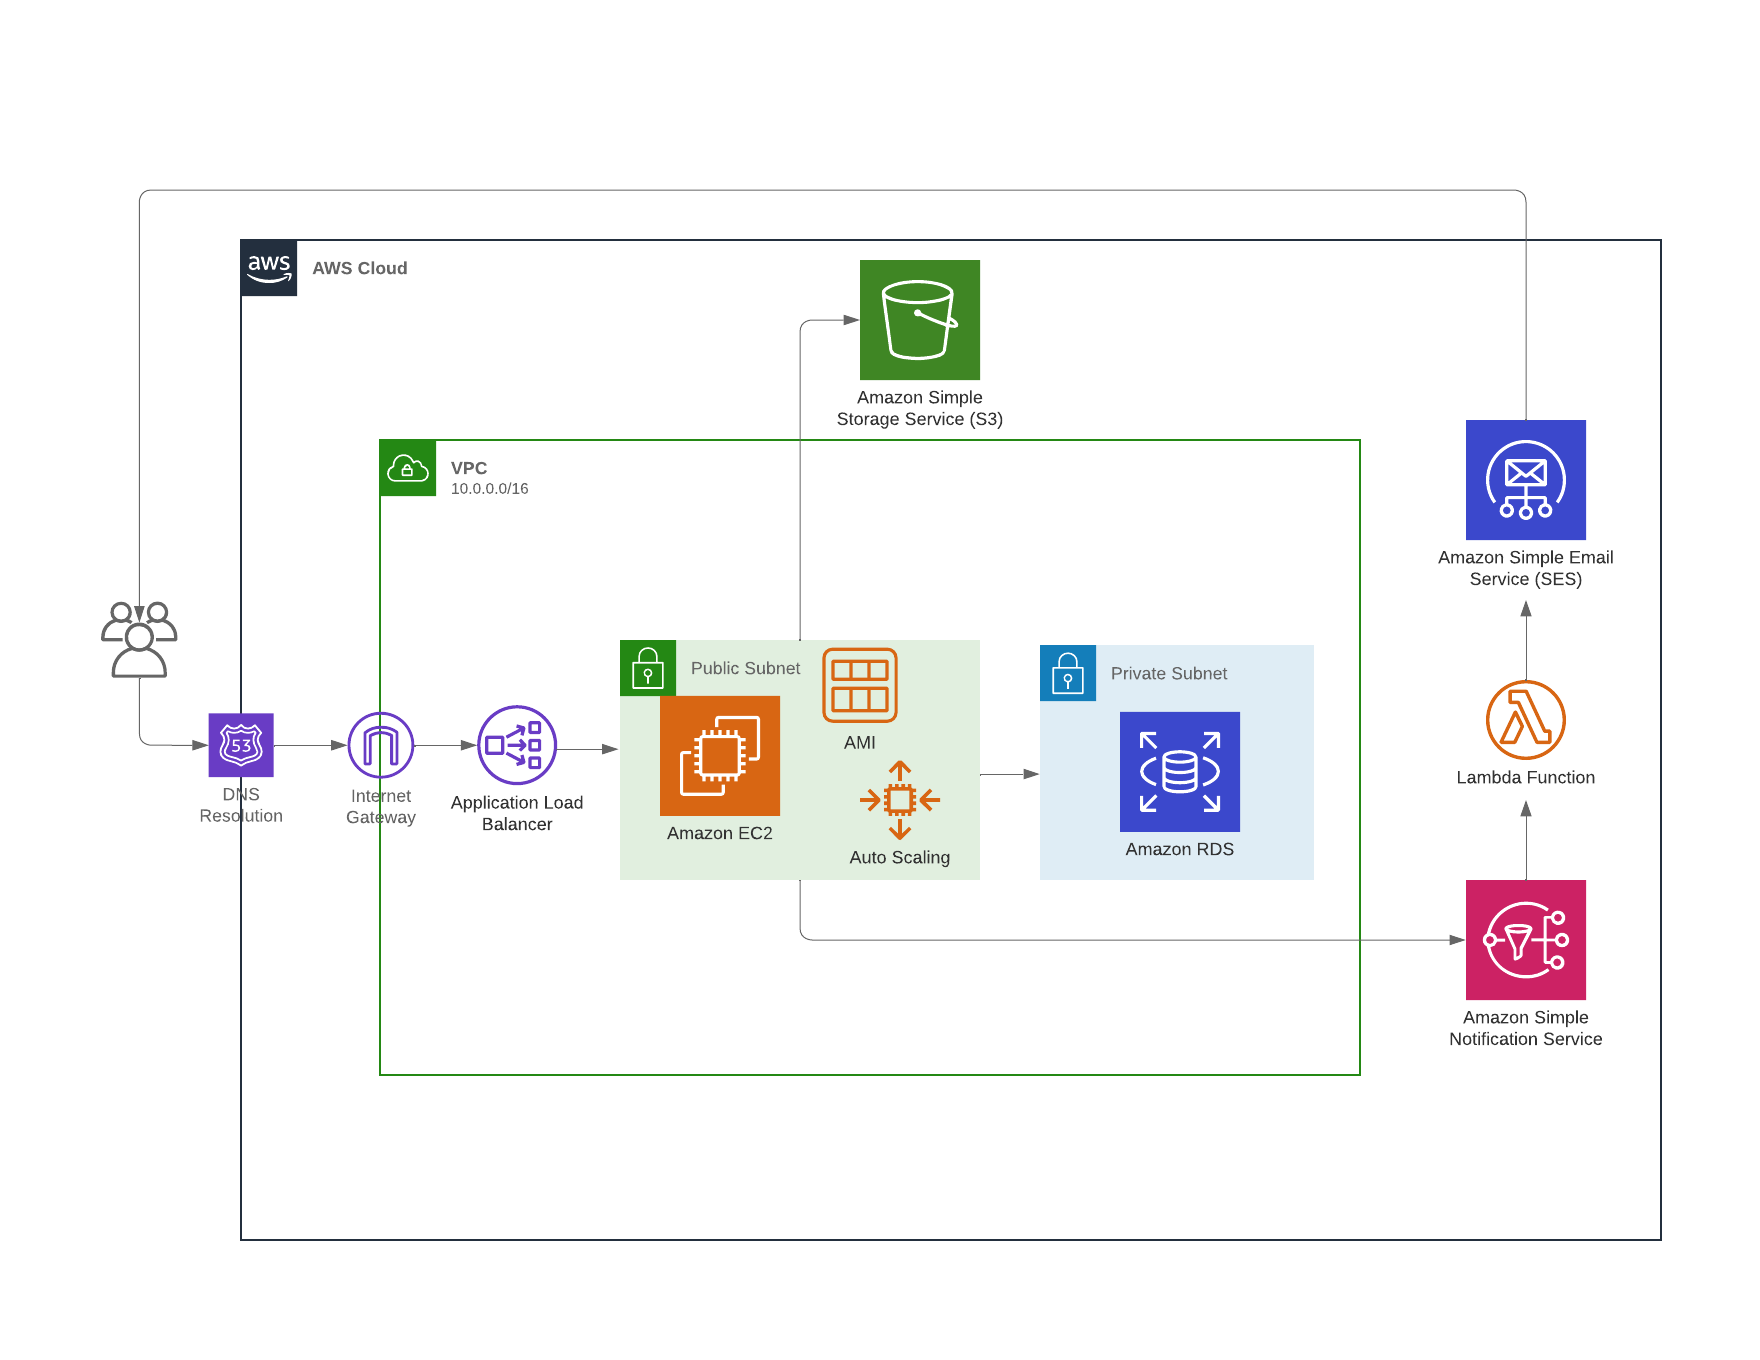 aws
AWS Cloud
Amazon Simple
Storage Service (S3)
VPC
10.0.0.0/16
Amazon Simple Email
Service (SES)
Public Subnet
Private Subnet
53
DNS
Resolution
Internet
Gateway
Application Load
Balancer
AMI
Amazon EC2
Auto Scaling
Amazon RDS
Lambda Function
Amazon Simple
Notification Service